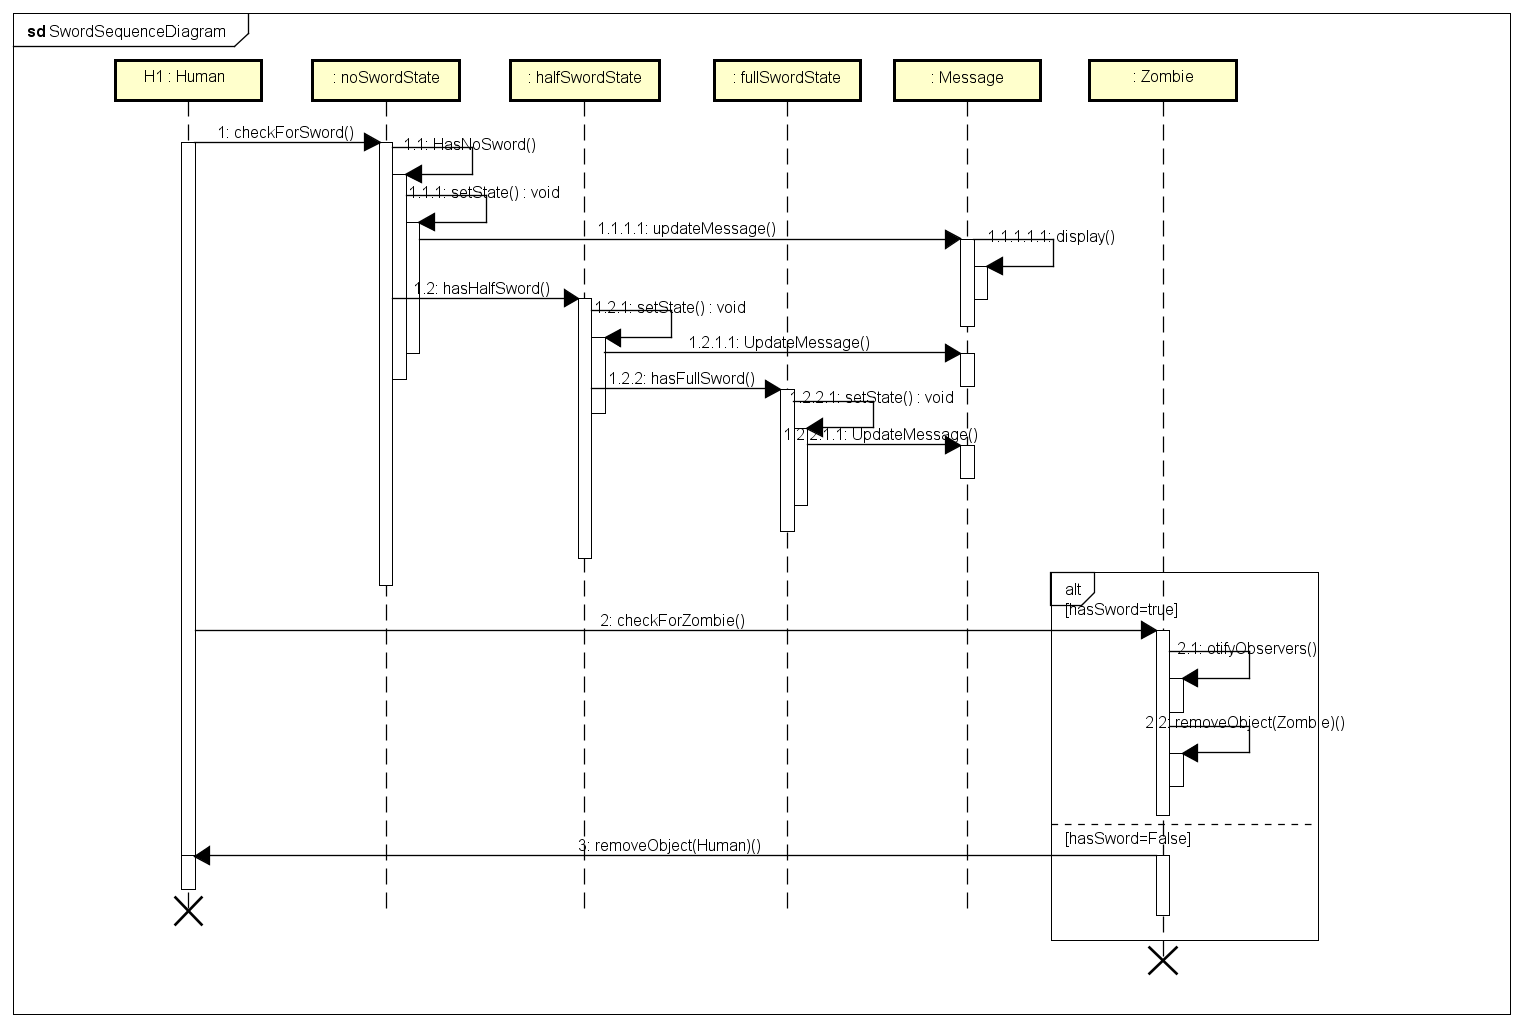 sd SwordSequenceDiagram
H1 : Human
: noSwordState
: halfSwordState
: fullSwordState
: Message
: Zombie
1: checkForSword()
1.1: HasNoSword()
1.1.1: setState() : void
1.1.1.1: updateMessage()
1.1.1.1.1: display()
1.2: hasHalfSword()
1.2.1: setState() : void
1.2.1.1: UpdateMessage()
1.2.2: hasFullSword()
1.2.2.1: setState() : void
1.2.2.1.1: UpdateMessage()
alt
[hasSword=true]
2: checkForZombie()
2.1: otifyObservers()
2.2: removeObject(Zombie)()
[hasSword=False]
3: removeObject(Human)()